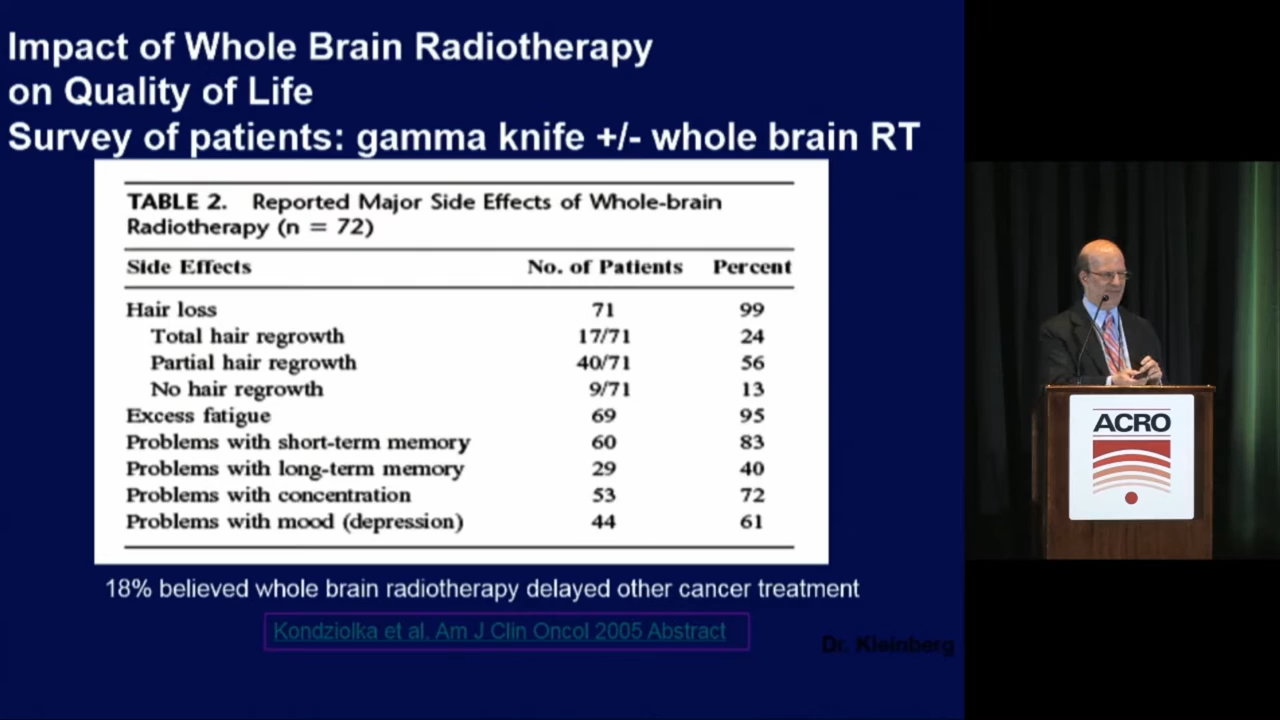 Impact of Whole Brain Radiotherapy
on Quality of Life
Survey of patients: gamma knife +/- whole brain RT
TABLE 2. Reported Major Side Effects of Whole-brain
Radiotherapy (n = 72)
Side Effects No. of Patients Percent
Hair loss 71 99
Total hair regrowth 17/71 24
Partial hair regrowth 40/71 56
No hair regrowth 9/71 13
Excess fatigue 69 95
Problems with short-term memory 60 83
Problems with long-term memory 29 40
Problems with concentration 53 72
Problems with mood (depression) 44 61
18% believed whole brain radiotherapy delayed other cancer treatment
Kondziolka et al. Am J Clin Oncol 2005 Abstract
Dr. Kleinberg
ACRO